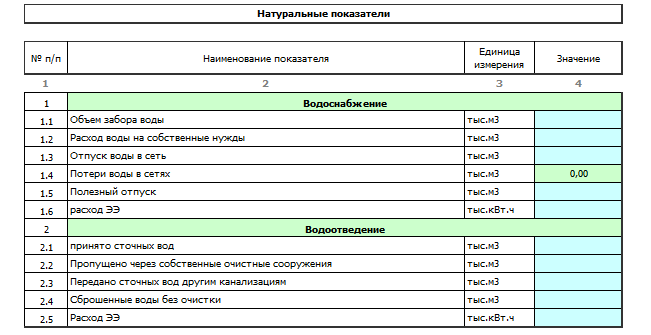 Натуральные показатели
№ п/п Наименование показателя Единица измерения Значение
1 2 3 4
1 Водоснабжение
1.1 Объем забора воды тыс.м3
1.2 Расход воды на собственные нужды тыс.м3
1.3 Отпуск воды в сеть тыс.м3
1.4 Потери воды в сетях тыс.м3 0,00
1.5 Полезный отпуск тыс.м3
1.6 расход ЭЭ тыс.кВт.ч
2 Водоотведение
2.1 принято сточных вод тыс.м3
2.2 Пропущено через собственные очистные сооружения тыс.м3
2.3 Передано сточных вод другим канализациям тыс.м3
2.4 Сброшенные воды без очистки тыс.м3
2.5 Расход ЭЭ тыс.кВт.ч